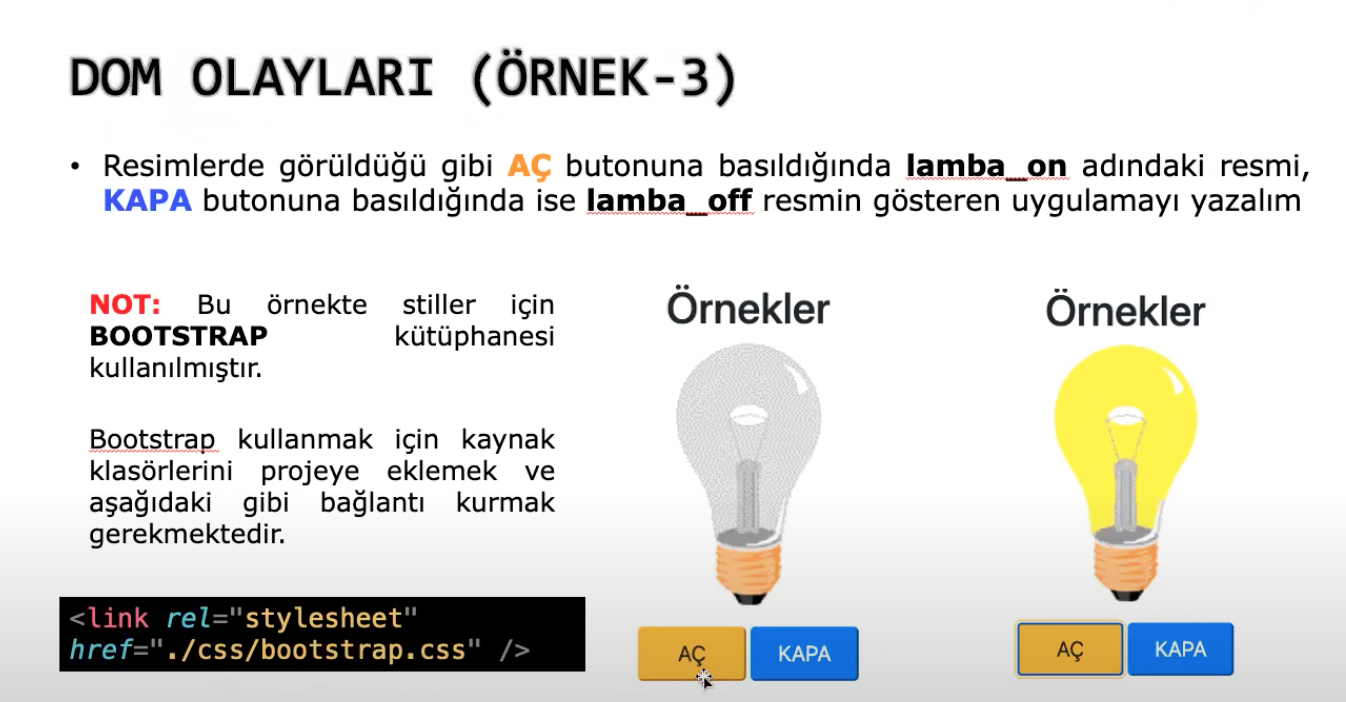 DOM OLAYLARI (ÖRNEK-3)
• Resimlerde görüldüğü gibi AÇ butonuna basıldığında lamba_on adındaki resmi,
KAPA butonuna basıldığında ise lamba_off resmin gösteren uygulamayı yazalım
NOT: Bu örnekte stiller için
BOOTSTRAP kütüphanesi
kullanılmıştır.
Bootstrap kullanmak için kaynak
klasörlerini projeye eklemek ve
aşağıdaki gibi bağlantı kurmak
gerekmektedir.
<link rel="stylesheet"
href="./css/bootstrap.css" />
Örnekler
AÇ KAPA
Örnekler
AÇ KAPA